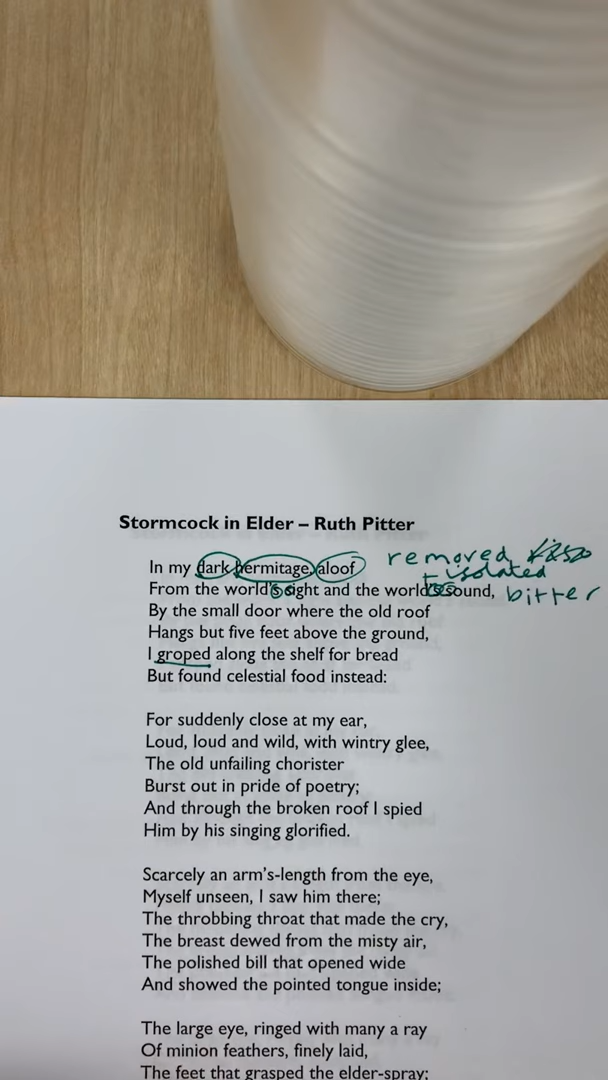 Stormcock in Elder – Ruth Pitter
In my dark hermitage, aloof removed
+ isolated
From the world's sight and the world's sound, bitter
By the small door where the old roof
Hangs but five feet above the ground,
I groped along the shelf for bread
But found celestial food instead:
For suddenly close at my ear,
Loud, loud and wild, with wintry glee,
The old unfailing chorister
Burst out in pride of poetry;
And through the broken roof I spied
Him by his singing glorified.
Scarcely an arm's-length from the eye,
Myself unseen, I saw him there;
The throbbing throat that made the cry,
The breast dewed from the misty air,
The polished bill that opened wide
And showed the pointed tongue inside;
The large eye, ringed with many a ray
Of minion feathers, finely laid,
The feet that grasped the elder-spray;